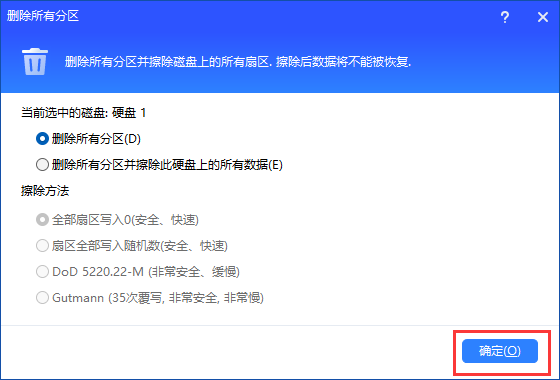 删除所有分区
删除所有分区并擦除磁盘上的所有扇区. 擦除后数据将不能被恢复.
当前选中的磁盘: 硬盘 1
删除所有分区(D)
删除所有分区并擦除此硬盘上的所有数据(E)
擦除方法
全部扇区写入0(安全、快速)
扇区全部写入随机数(安全、快速)
DoD 5220.22-M (非常安全、缓慢)
Gutmann (35次覆写, 非常安全, 非常慢)
确定(O)